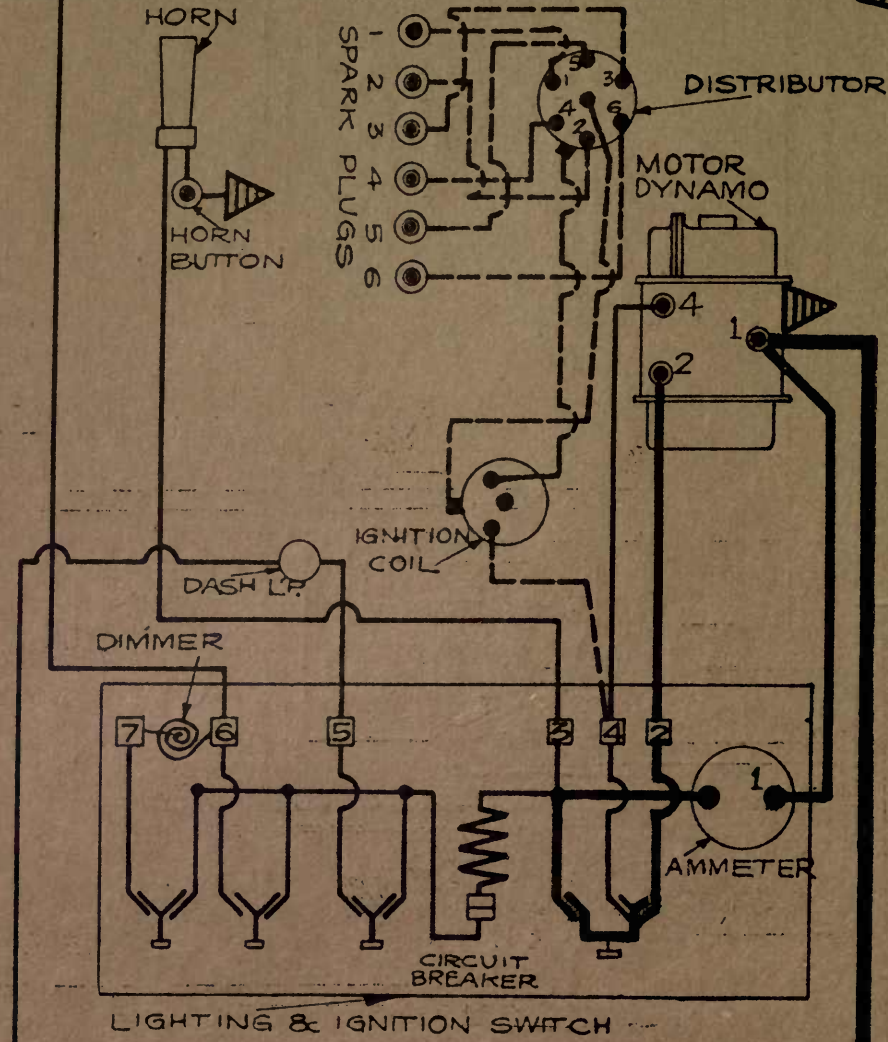 HORN
HORN
BUTTON
SPARK PLUGS
1
2
3
4
5
6
5
1
3
4
6
2
DISTRIBUTOR
MOTOR
DYNAMO
4
1
2
IGNITION
COIL
DASH LP.
DIMMER
7
6
5
3
4
2
1
AMMETER
CIRCUIT
BREAKER
LIGHTING & IGNITION SWITCH